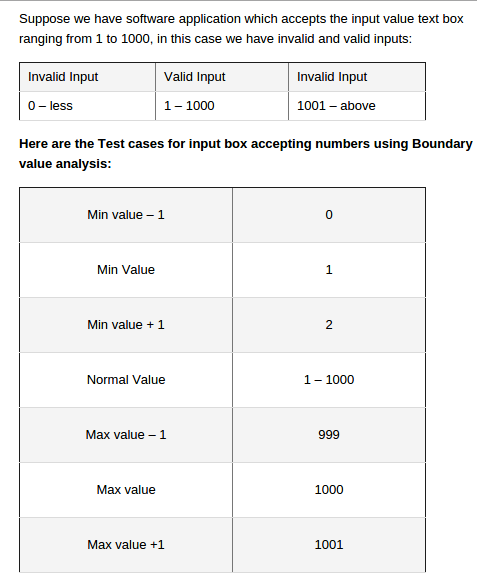 Suppose we have software application which accepts the input value text box
ranging from 1 to 1000, in this case we have invalid and valid inputs:
Invalid Input Valid Input Invalid Input
0 – less 1 – 1000 1001 – above
Here are the Test cases for input box accepting numbers using Boundary
value analysis:
Min value – 1 0
Min Value 1
Min value + 1 2
Normal Value 1 – 1000
Max value – 1 999
Max value 1000
Max value +1 1001